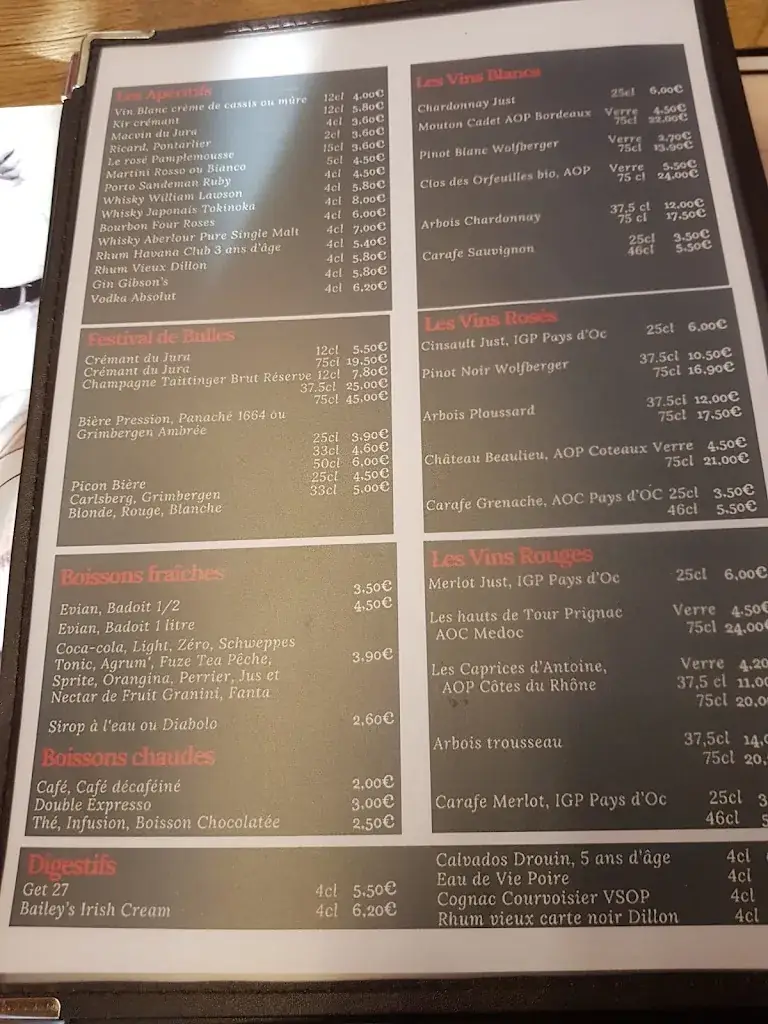 Les Apéritifs
Vin Blanc crème de cassis ou mûre 12cl 4.00€
Kir crémant 12cl 5.80€
Macvin du Jura 4cl 3.60€
Ricard, Pontarlier 2cl 3.60€
Le rosé Pamplemousse 15cl 3.60€
Martini Rosso ou Bianco 5cl 4.50€
Porto Sandeman Ruby 4cl 4.50€
Whisky William Lawson 4cl 5.80€
Whisky Japonais Tokinoka 4cl 8.00€
Bourbon Four Roses 4cl 6.00€
Whisky Aberlour Pure Single Malt 4cl 7.00€
Rhum Havana Club 3 ans d'âge 4cl 5.40€
Rhum Vieux Dillon 4cl 5.80€
Gin Gibson's 4cl 5.80€
Vodka Absolut 4cl 6,20€
Festival de Bulles
Crémant du Jura 12cl 5.50€
Crémant du Jura 75cl 19.50€
Champagne Taittinger Brut Réserve 12cl 7.80€
37.5cl 25.00€
75cl 45.00€
Bière Pression, Panaché 1664 ou
Grimbergen Ambrée
25cl 3.90€
33cl 4.60€
50cl 6.00€
Picon Bière 25cl 4.50€
Carlsberg, Grimbergen 33cl 5.00€
Blonde, Rouge, Blanche
Boissons fraîches
Evian, Badoit 1/2 3.50€
Evian, Badoit 1 litre 4.50€
Coca-cola, Light, Zéro, Schweppes
Tonic, Agrum', Fuze Tea Pêche, 3.90€
Sprite, Orangina, Perrier, Jus et
Nectar de Fruit Granini, Fanta
Sirop à l'eau ou Diabolo 2,60€
Boissons chaudes
Café, Café décaféiné 2.00€
Double Expresso 3.00€
Thé, Infusion, Boisson Chocolatée 2,50€
Les Vins Blancs
Chardonnay Just 25cl 6,00€
Mouton Cadet AOP Bordeaux Verre 4.50€
75cl 22.00€
Pinot Blanc Wolfberger Verre 2.70€
75cl 13.90€
Clos des Orfeuilles bio, AOP Verre 5.50€
75 cl 24.00€
Arbois Chardonnay 37,5 cl 12.00€
75 cl 17.50€
Carafe Sauvignon 25cl 3.50€
46cl 5.50€
Les Vins Rosés
Cinsault Just, IGP Pays d'Oc 25cl 6.00€
Pinot Noir Wolfberger 37.5cl 10.50€
75cl 16.90€
Arbois Ploussard 37.5cl 12.00€
75cl 17.50€
Château Beaulieu, AOP Coteaux Verre 4.50€
75cl 21,00€
Carafe Grenache, AOC Pays d'OC 25cl 3.50€
46cl 5.50€
Les Vins Rouges
Merlot Just, IGP Pays d'Oc 25cl 6,00€
Les hauts de Tour Prignac Verre 4.50€
AOC Medoc 75cl 24,00€
Les Caprices d'Antoine, Verre 4,20
AOP Côtes du Rhône 37,5 cl 11,0
75cl 20,0
Arbois trousseau 37,5cl 14,
75cl 20,
Carafe Merlot, IGP Pays d'Oc 25cl 3
46cl 5
Digestifs
Get 27 4cl 5,50€
Bailey's Irish Cream 4cl 6,20€
Calvados Drouin, 5 ans d'âge 4cl
Eau de Vie Poire 4cl
Cognac Courvoisier VSOP 4cl
Rhum vieux carte noir Dillon 4cl